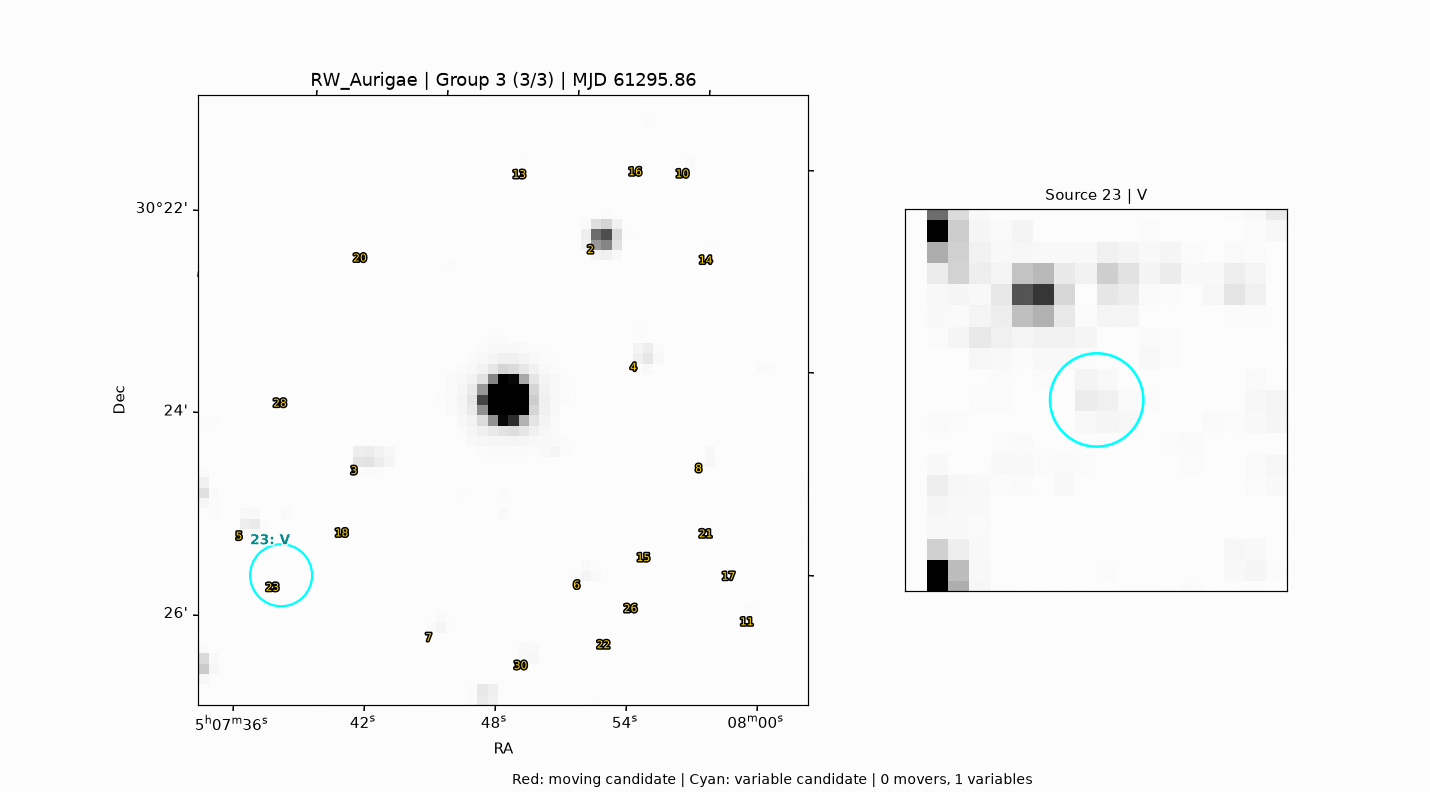 RW_Aurigae | Group 3 (3/3) | MJD 61295.86
Source 23 | V
13
16
10
30°22'
2
20
14
4
Dec
28
24'
3
8
18
21
5
23: V
15
17
23
6
26
26'
11
7
22
30
5ʰ07ᵐ36ˢ
42ˢ
48ˢ
54ˢ
08ᵐ00ˢ
RA
Red: moving candidate | Cyan: variable candidate | 0 movers, 1 variables